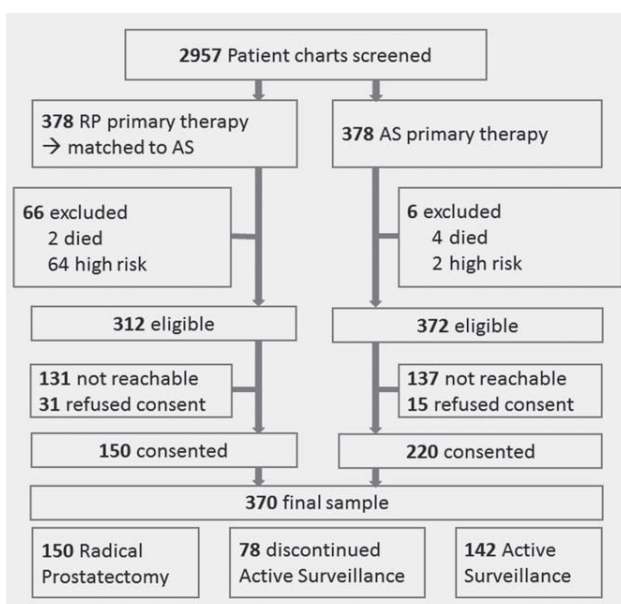 2957 Patient charts screened
378 RP primary therapy
→ matched to AS
378 AS primary therapy
66 excluded
2 died
64 high risk
6 excluded
4 died
2 high risk
312 eligible
372 eligible
131 not reachable
31 refused consent
137 not reachable
15 refused consent
150 consented
220 consented
370 final sample
150 Radical
Prostatectomy
78 discontinued
Active Surveillance
142 Active
Surveillance